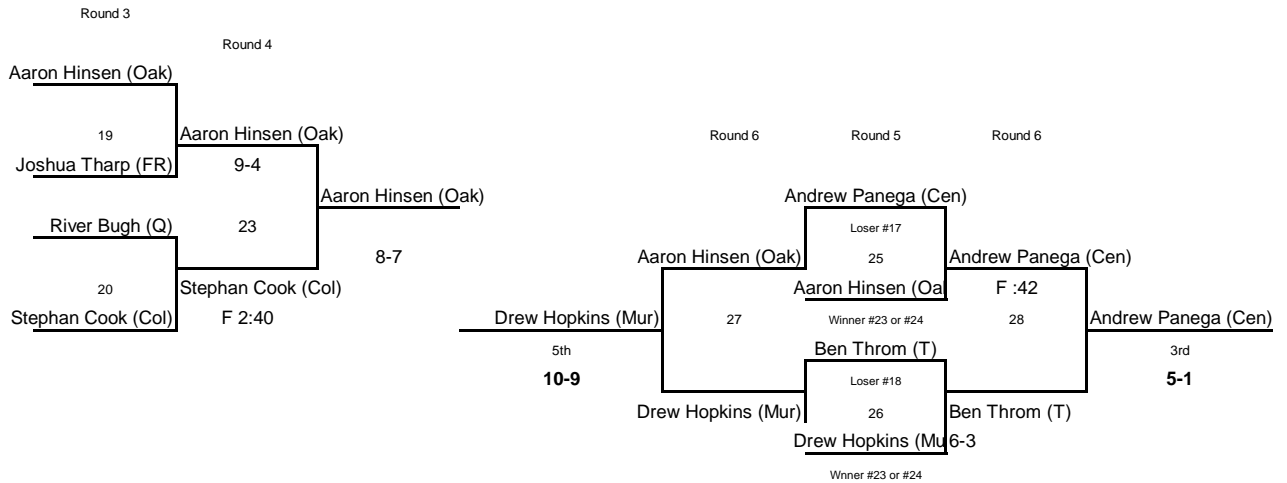 Round 3
Round 4
Aaron Hinsen (Oak)
19
Aaron Hinsen (Oak)
Joshua Tharp (FR)
9-4
Aaron Hinsen (Oak)
River Bugh (Q)
23
8-7
20
Stephan Cook (Col)
Stephan Cook (Col)
F 2:40
Round 6
Round 5
Round 6
Andrew Panega (Cen)
Loser #17
Aaron Hinsen (Oak)
25
Andrew Panega (Cen)
Aaron Hinsen (Oa
F :42
Drew Hopkins (Mur)
27
Winner #23 or #24
28
Andrew Panega (Cen)
5th
Ben Throm (T)
3rd
10-9
Loser #18
5-1
Drew Hopkins (Mur)
26
Ben Throm (T)
Drew Hopkins (Mu
6-3
Wnner #23 or #24